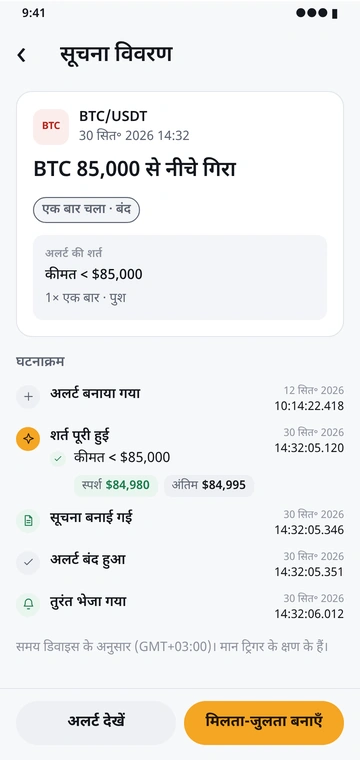 9:41
सूचना विवरण
BTC
BTC/USDT
30 सित॰ 2026 14:32
BTC 85,000 से नीचे गिरा
एक बार चला · बंद
अलर्ट की शर्त
कीमत < $85,000
1× एक बार · पुश
घटनाक्रम
अलर्ट बनाया गया
12 सित॰ 2026
10:14:22.418
शर्त पूरी हुई
30 सित॰ 2026
14:32:05.120
कीमत < $85,000
स्पर्श $84,980 अंतिम $84,995
सूचना बनाई गई
30 सित॰ 2026
14:32:05.346
अलर्ट बंद हुआ
30 सित॰ 2026
14:32:05.351
तुरंत भेजा गया
30 सित॰ 2026
14:32:06.012
समय डिवाइस के अनुसार (GMT+03:00)। मान ट्रिगर के क्षण के हैं।
अलर्ट देखें
मिलता-जुलता बनाएँ